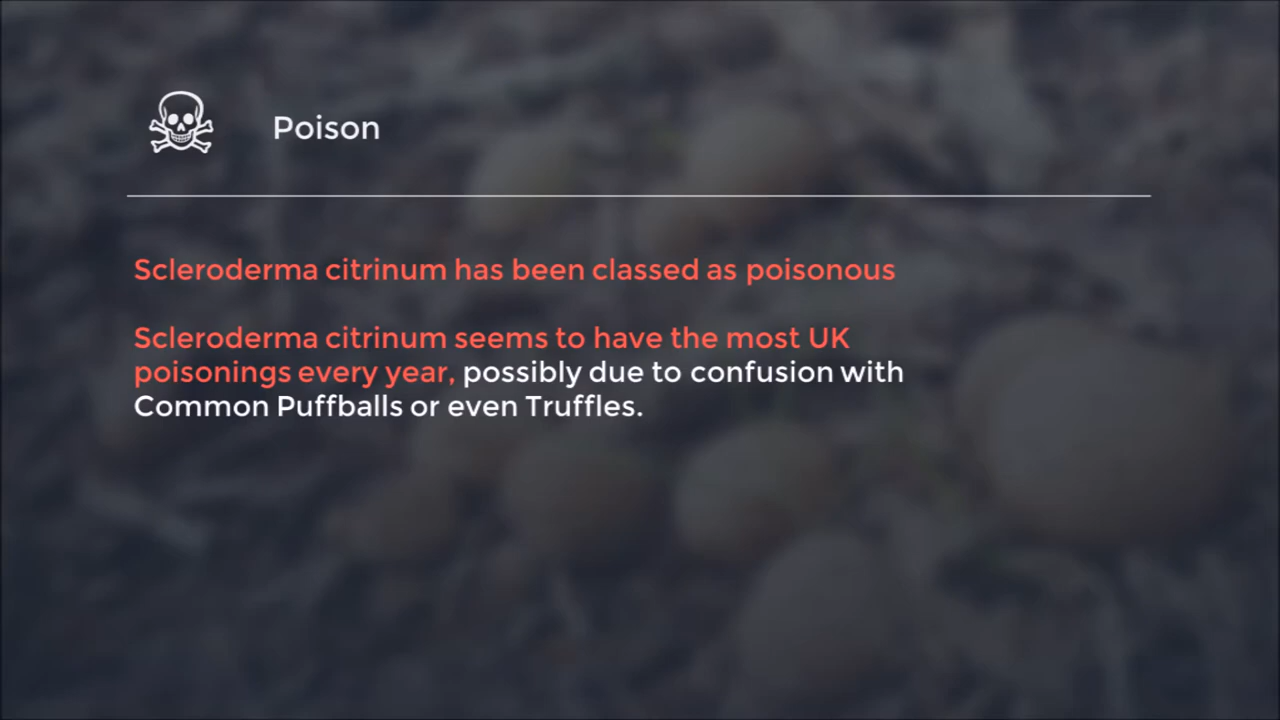 Poison
Scleroderma citrinum has been classed as poisonous
Scleroderma citrinum seems to have the most UK
poisonings every year, possibly due to confusion with
Common Puffballs or even Truffles.